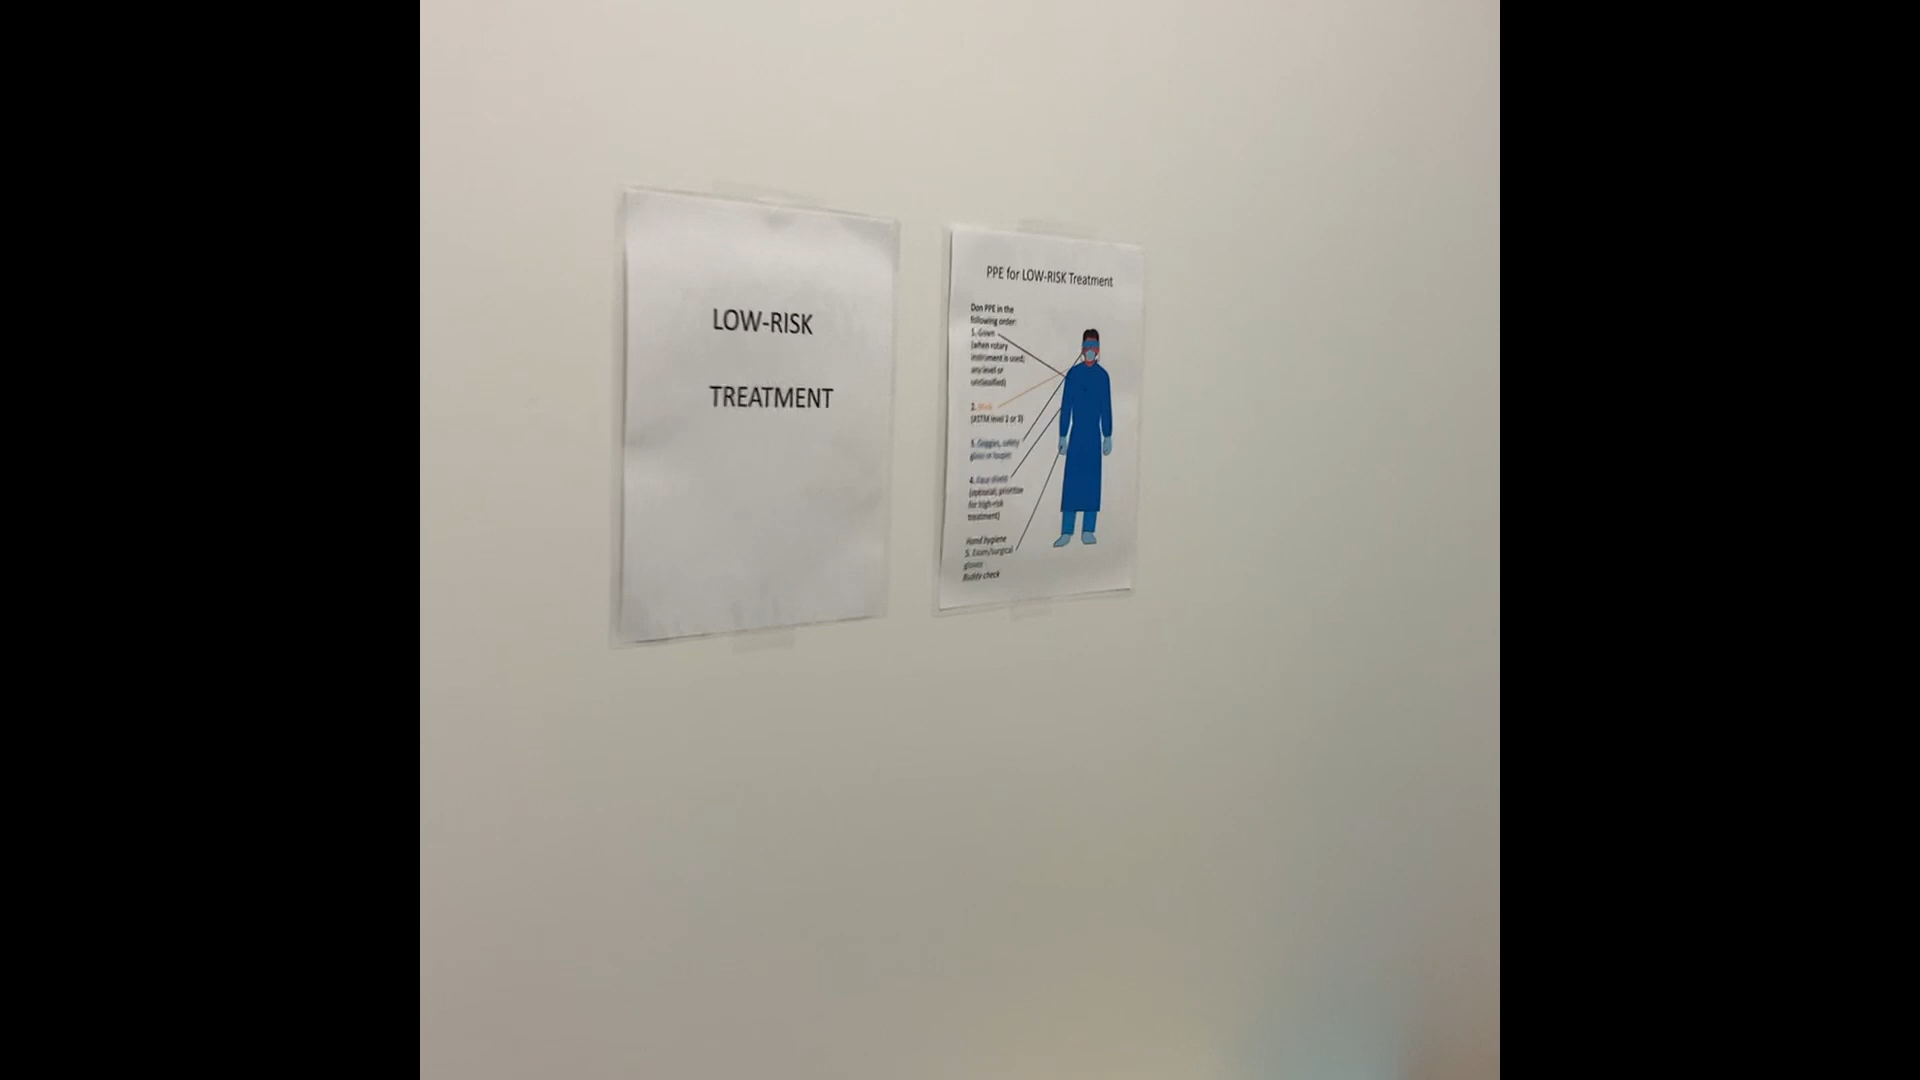 LOW-RISK
TREATMENT
PPE for LOW-RISK Treatment
Don PPE in the
following order:
1. Gown
(when rotary
instrument is used;
any level or
unclassified)
2. Mask
(ASTM level 2 or 3)
3. Goggles, safety
glass or loupes
4. Face shield
(optional; prioritize
for high-risk
treatment)
Hand hygiene
5. Exam/surgical
gloves
Buddy check